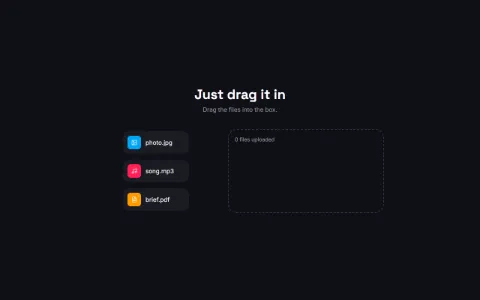 Just drag it in
Drag the files into the box.
photo.jpg
0 files uploaded
song.mp3
brief.pdf